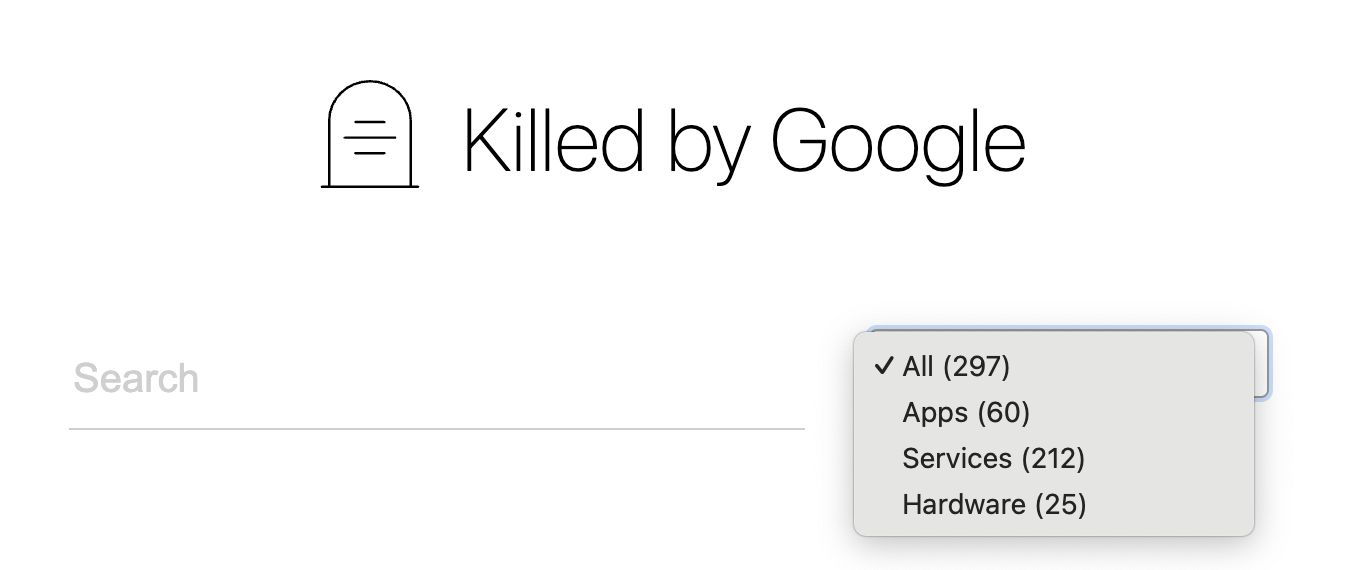 Killed by Google
Search
✓ All (297)
Apps (60)
Services (212)
Hardware (25)